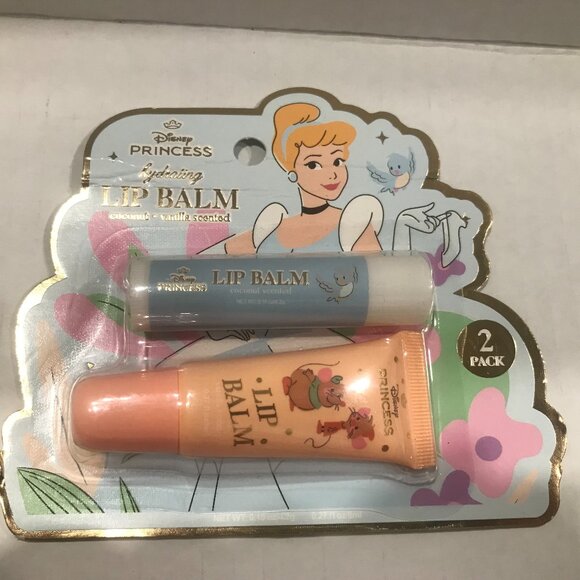 Disney
PRINCESS
hydrating
LIP BALM
coconut + vanilla scented
Disney
PRINCESS
LIP BALM
coconut scented
2
PACK
LIP
BALM
Disney
PRINCESS